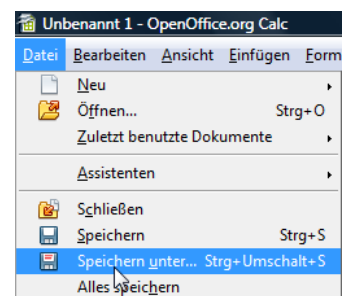 Unbenannt 1 - OpenOffice.org Calc
Datei Bearbeiten Ansicht Einfügen Form
Neu
Öffnen... Strg+O
Zuletzt benutzte Dokumente
Assistenten
Schließen
Speichern Strg+S
Speichern unter... Strg+Umschalt+S
Alles speichern